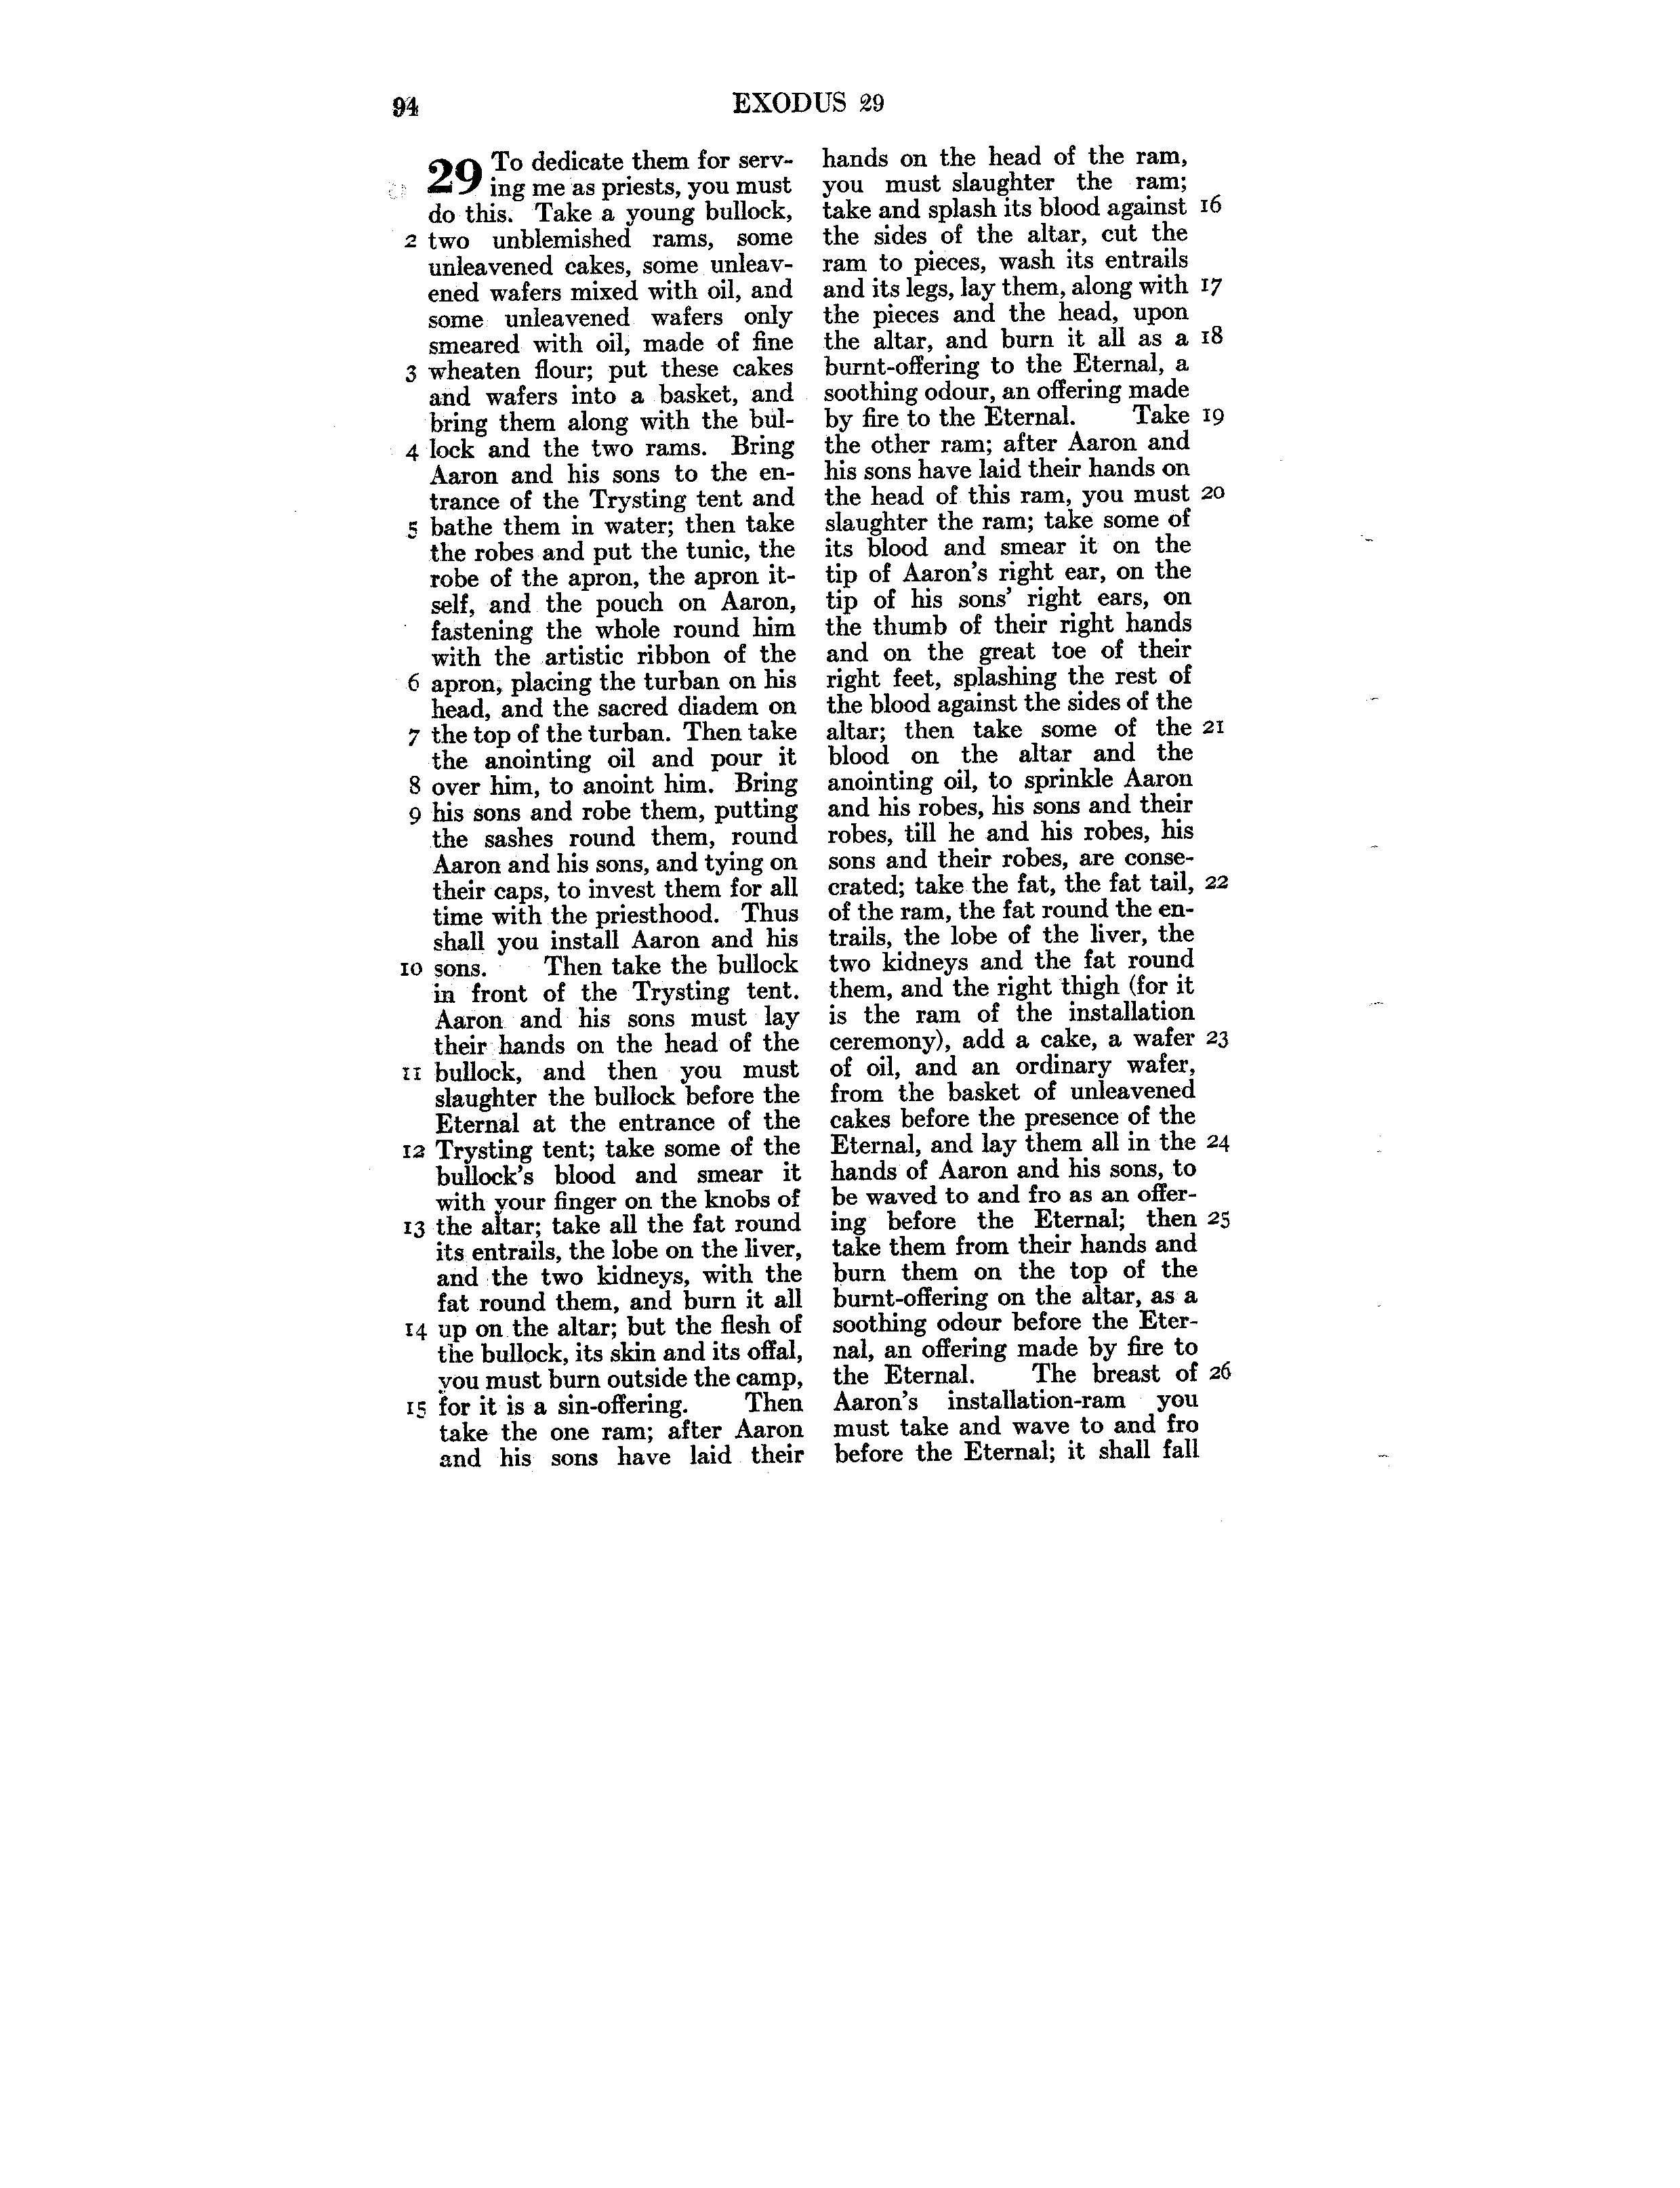 94
EXODUS 29
29 To dedicate them for serv-
ing me as priests, you must
do this. Take a young bullock,
2 two unblemished rams, some
unleavened cakes, some unleav-
ened wafers mixed with oil, and
some unleavened wafers only
smeared with oil, made of fine
3 wheaten flour; put these cakes
and wafers into a basket, and
bring them along with the bul-
4 lock and the two rams. Bring
Aaron and his sons to the en-
trance of the Trysting tent and
5 bathe them in water; then take
the robes and put the tunic, the
robe of the apron, the apron it-
self, and the pouch on Aaron,
fastening the whole round him
with the artistic ribbon of the
6 apron, placing the turban on his
head, and the sacred diadem on
7 the top of the turban. Then take
the anointing oil and pour it
8 over him, to anoint him. Bring
9 his sons and robe them, putting
the sashes round them, round
Aaron and his sons, and tying on
their caps, to invest them for all
time with the priesthood. Thus
shall you install Aaron and his
10 sons. Then take the bullock
in front of the Trysting tent.
Aaron and his sons must lay
their hands on the head of the
11 bullock, and then you must
slaughter the bullock before the
Eternal at the entrance of the
12 Trysting tent; take some of the
bullock's blood and smear it
with your finger on the knobs of
13 the altar; take all the fat round
its entrails, the lobe on the liver,
and the two kidneys, with the
fat round them, and burn it all
14 up on the altar; but the flesh of
the bullock, its skin and its offal,
you must burn outside the camp,
15 for it is a sin-offering. Then
take the one ram; after Aaron
and his sons have laid their
hands on the head of the ram,
you must slaughter the ram;
take and splash its blood against 16
the sides of the altar, cut the
ram to pieces, wash its entrails
and its legs, lay them, along with 17
the pieces and the head, upon
the altar, and burn it all as a 18
burnt-offering to the Eternal, a
soothing odour, an offering made
by fire to the Eternal. Take 19
the other ram; after Aaron and
his sons have laid their hands on
the head of this ram, you must 20
slaughter the ram; take some of
its blood and smear it on the
tip of Aaron's right ear, on the
tip of his sons' right ears, on
the thumb of their right hands
and on the great toe of their
right feet, splashing the rest of
the blood against the sides of the
altar; then take some of the 21
blood on the altar and the
anointing oil, to sprinkle Aaron
and his robes, his sons and their
robes, till he and his robes, his
sons and their robes, are conse-
crated; take the fat, the fat tail, 22
of the ram, the fat round the en-
trails, the lobe of the liver, the
two kidneys and the fat round
them, and the right thigh (for it
is the ram of the installation
ceremony), add a cake, a wafer 23
of oil, and an ordinary wafer,
from the basket of unleavened
cakes before the presence of the
Eternal, and lay them all in the 24
hands of Aaron and his sons, to
be waved to and fro as an offer-
ing before the Eternal; then 25
take them from their hands and
burn them on the top of the
burnt-offering on the altar, as a
soothing odour before the Eter-
nal, an offering made by fire to
the Eternal. The breast of 26
Aaron's installation-ram you
must take and wave to and fro
before the Eternal; it shall fall